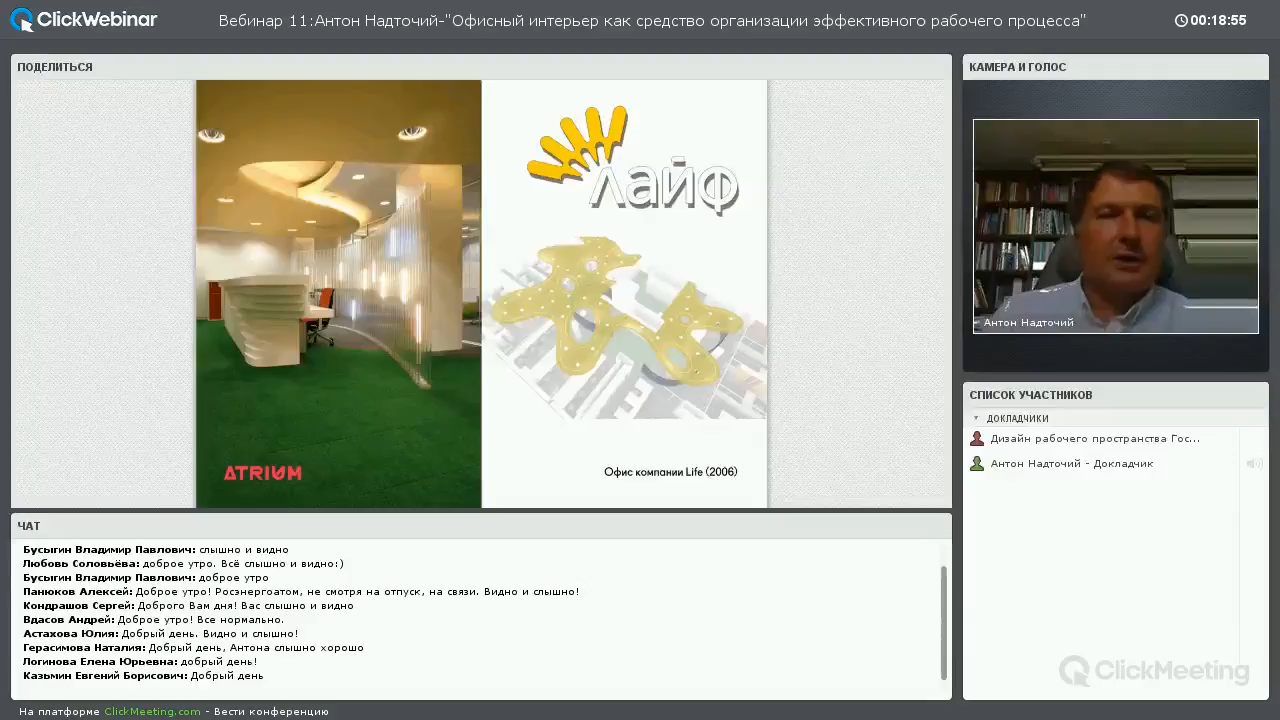 ClickWebinar
Вебинар 11:Антон Надточий-"Офисный интерьер как средство организации эффективного рабочего процесса"
00:18:55
ПОДЕЛИТЬСЯ
лайф
ATRIUM
Офис компании Life (2006)
КАМЕРА И ГОЛОС
Антон Надточий
СПИСОК УЧАСТНИКОВ
ДОКЛАДЧИКИ
Дизайн рабочего пространства Гос...
Антон Надточий - Докладчик
ClickMeeting
ЧАТ
Бусыгин Владимир Павлович: слышно и видно
Любовь Соловьёва: доброе утро. Всё слышно и видно:)
Бусыгин Владимир Павлович: доброе утро
Панюков Алексей: Доброе утро! Росэнергоатом, не смотря на отпуск, на связи. Видно и слышно!
Кондрашов Сергей: Доброго Вам дня! Вас слышно и видно
Вдасов Андрей: Доброе утро! Все нормально.
Астахова Юлия: Добрый день. Видно и слышно!
Герасимова Наталия: Добрый день, Антона слышно хорошо
Логинова Елена Юрьевна: добрый день!
Казьмин Евгений Борисович: Добрый день
На платформе ClickMeeting.com - Вести конференцию